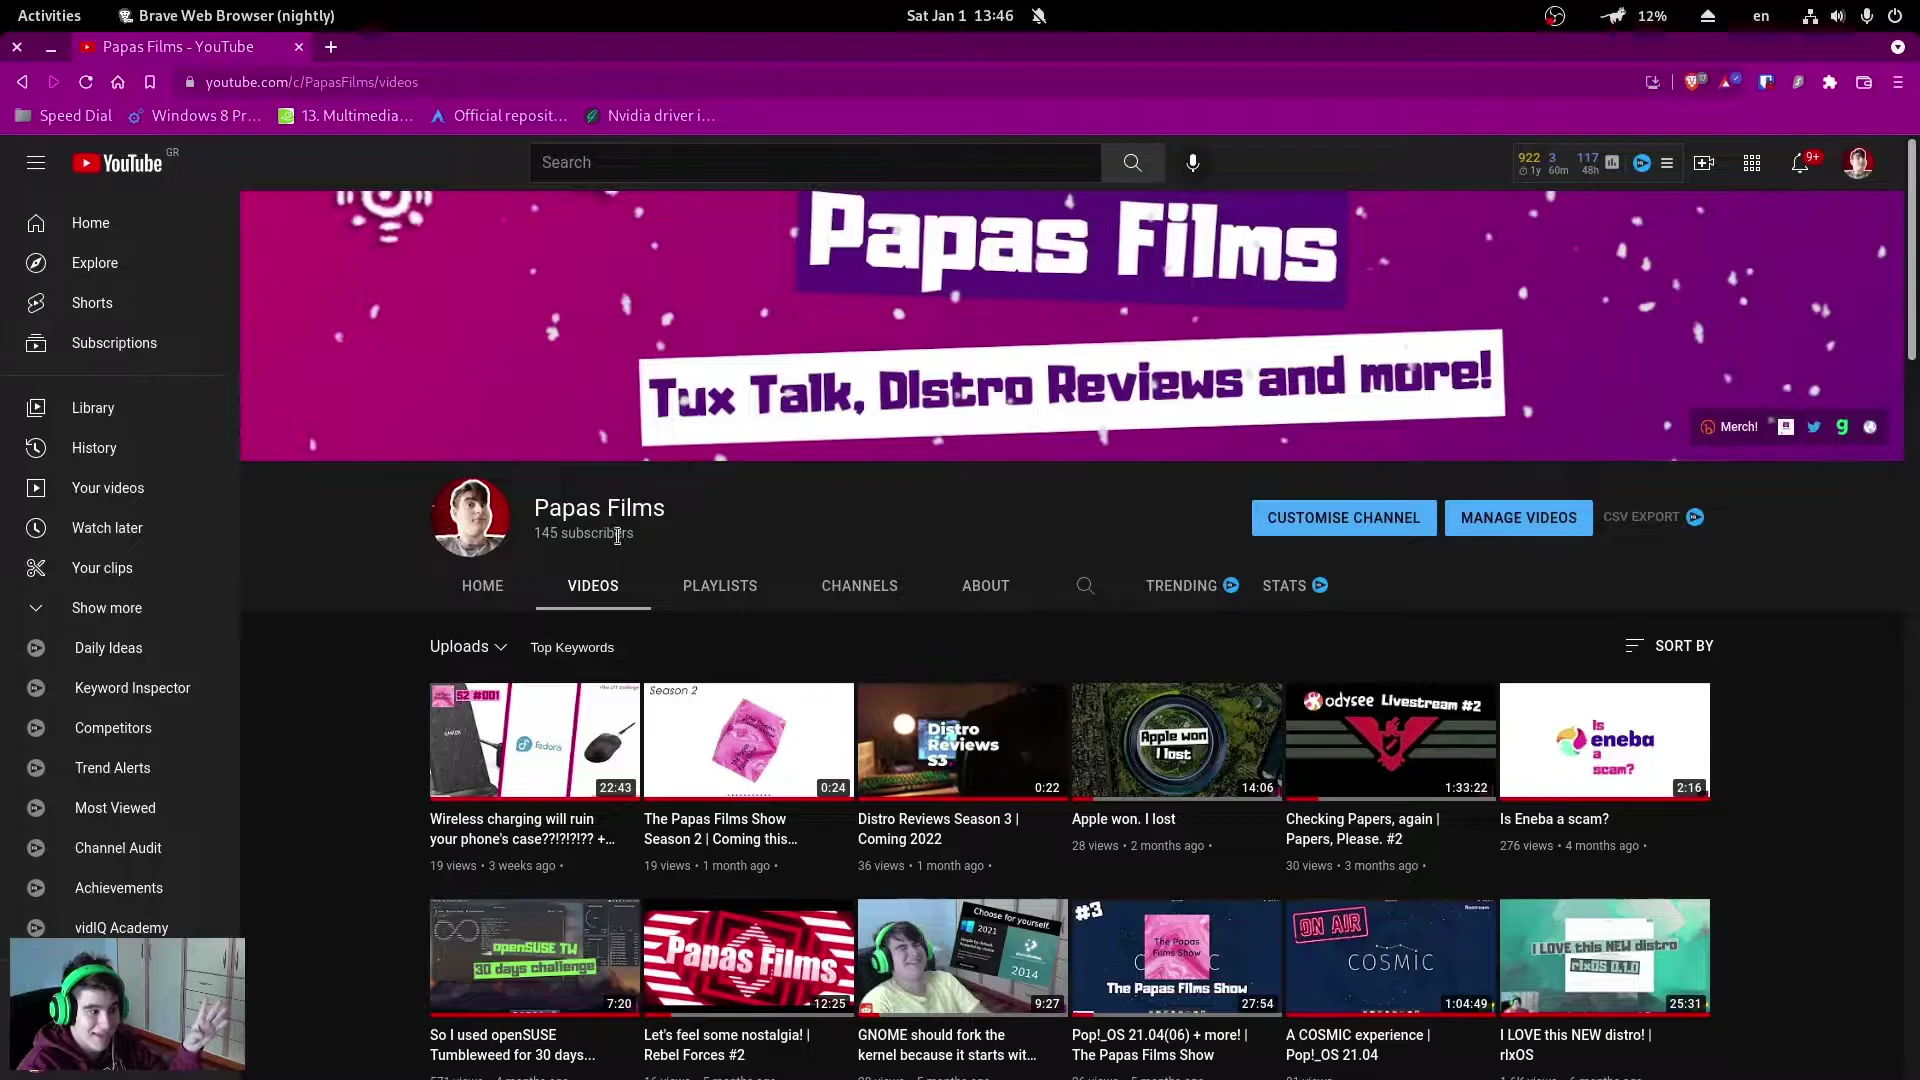 Activities
Brave Web Browser (nightly)
Sat Jan 1 13:46
12%
en
Papas Films - YouTube
youtube.com/c/PapasFilms/videos
Speed Dial
Windows 8 Pr...
13. Multimedia...
Official reposit...
Nvidia driver i...
YouTube
GR
Search
922 3 117
1y 60m 48h
9+
Home
Explore
Shorts
Subscriptions
Library
History
Your videos
Watch later
Your clips
Show more
Daily Ideas
Keyword Inspector
Competitors
Trend Alerts
Most Viewed
Channel Audit
Achievements
vidIQ Academy
Papas Films
Tux Talk, DIstro Reviews and more!
Merch!
Papas Films
145 subscribers
CUSTOMISE CHANNEL
MANAGE VIDEOS
CSV EXPORT
HOME
VIDEOS
PLAYLISTS
CHANNELS
ABOUT
TRENDING
STATS
Uploads
Top Keywords
SORT BY
S2 #001
ANKER
Fedora
22:43
Wireless charging will ruin
your phone's case??!?!?!?? +...
19 views • 3 weeks ago •
Season 2
0:24
The Papas Films Show
Season 2 | Coming this...
19 views • 1 month ago •
Distro
Reviews
S3
0:22
Distro Reviews Season 3 |
Coming 2022
36 views • 1 month ago •
Apple won
I lost
14:06
Apple won. I lost
28 views • 2 months ago •
odysee Livestream #2
1:33:22
Checking Papers, again |
Papers, Please. #2
30 views • 3 months ago •
Is
eneba
a
scam?
2:16
Is Eneba a scam?
276 views • 4 months ago •
openSUSE TW
30 days challenge
7:20
So I used openSUSE
Tumbleweed for 30 days...
Papas Films
12:25
Let's feel some nostalgia! |
Rebel Forces #2
Choose for yourself.
2021
2014
9:27
GNOME should fork the
kernel because it starts wit...
#3
The Papas
Films Show
The Papas Films Show
27:54
Pop!_OS 21.04(06) + more! |
The Papas Films Show
ON AIR
Restream
COSMIC
1:04:49
A COSMIC experience |
Pop!_OS 21.04
I LOVE this NEW distro
rlxOS 0.1.0
25:31
I LOVE this NEW distro! |
rlxOS